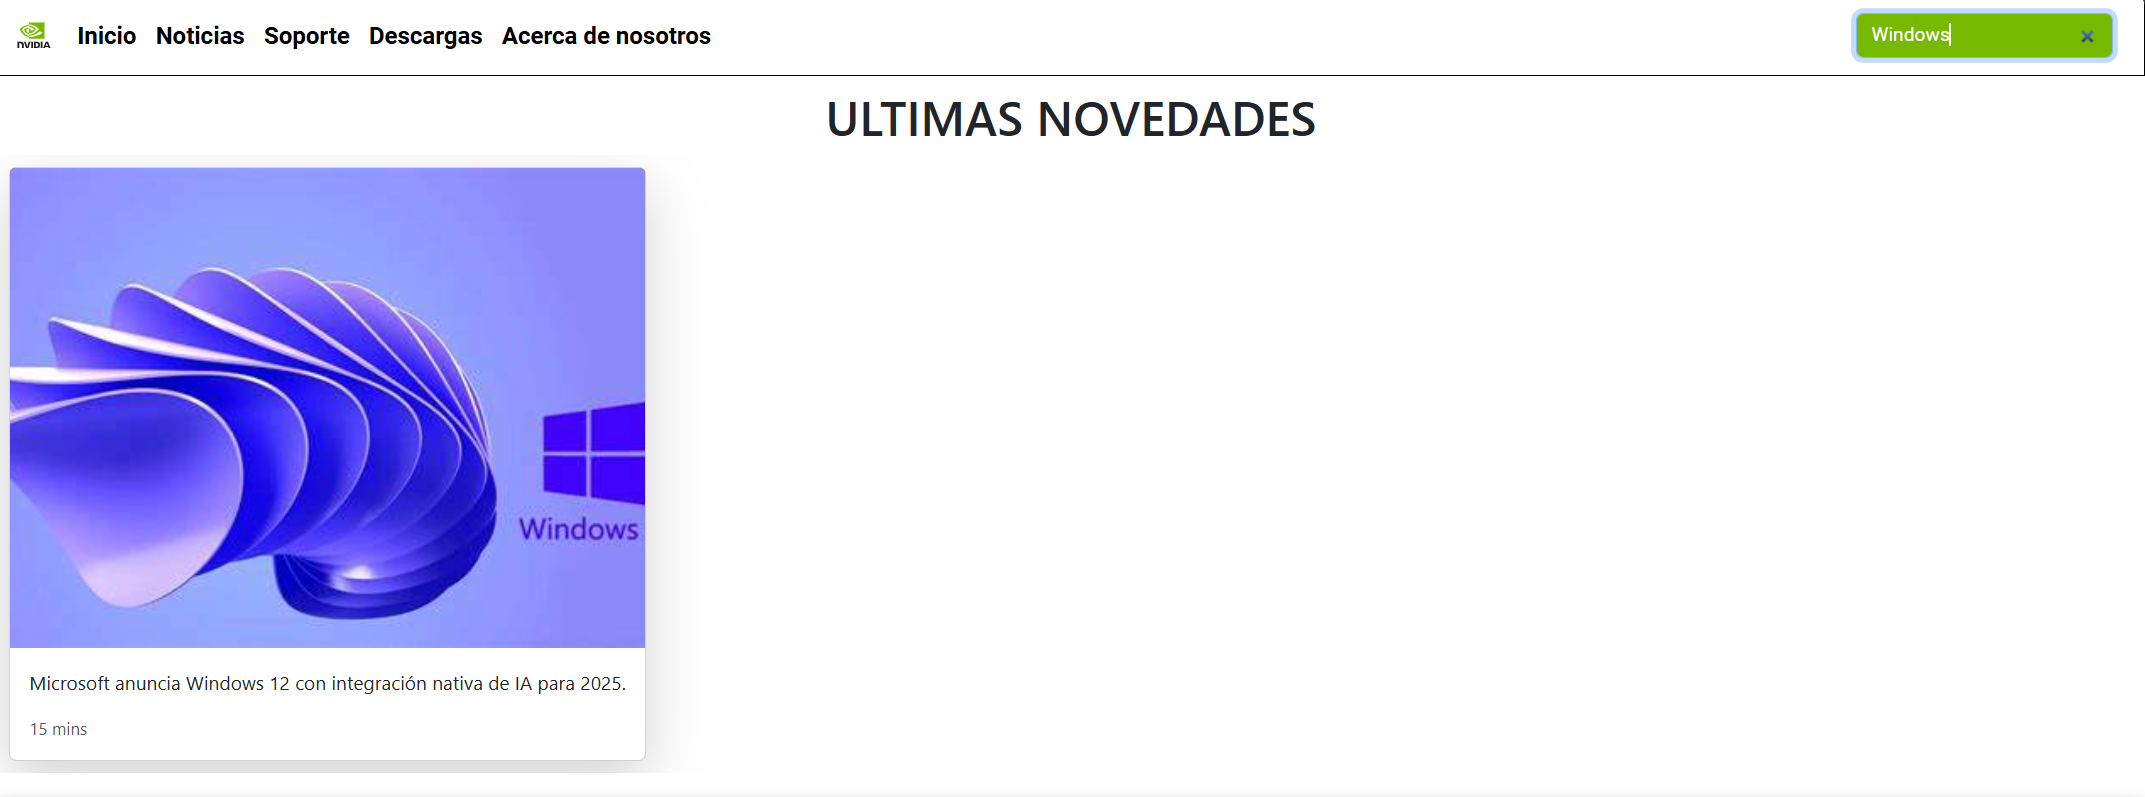 NVIDIA
Inicio Noticias Soporte Descargas Acerca de nosotros
Windows
ULTIMAS NOVEDADES
Windows
Microsoft anuncia Windows 12 con integración nativa de IA para 2025.
15 mins